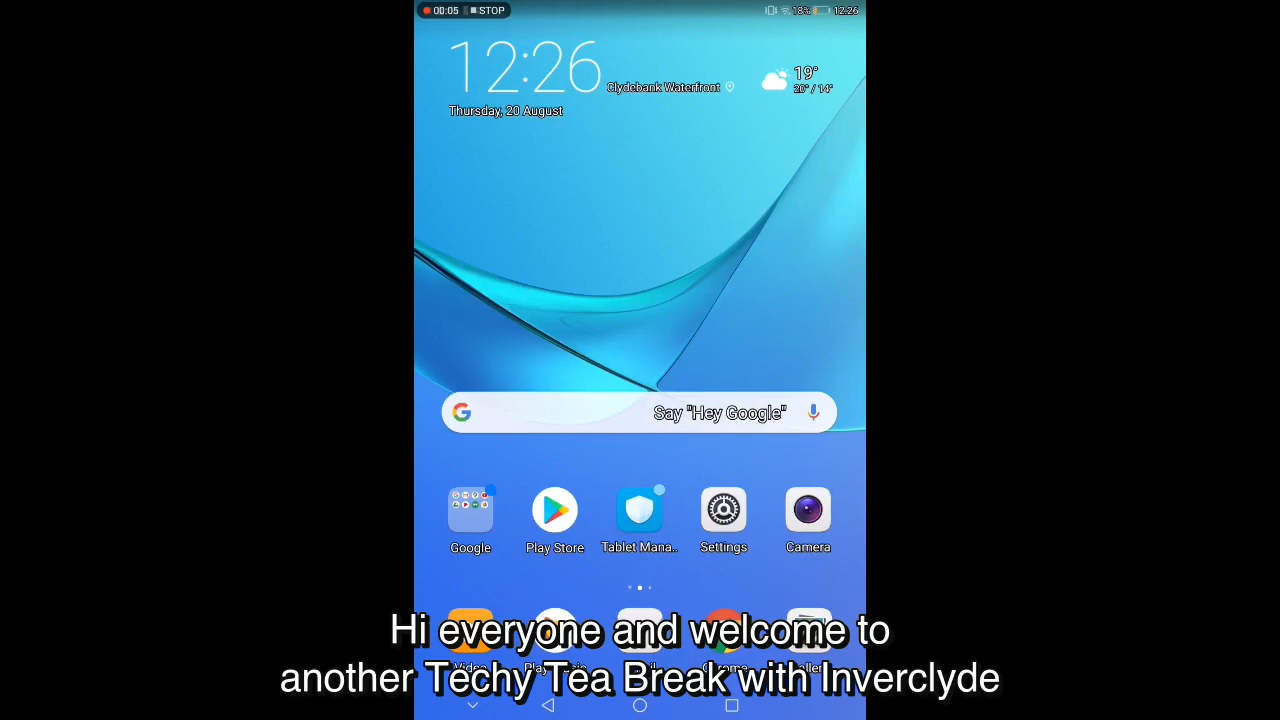 00:05 STOP 18% 12:26
12:26 Clydebank Waterfront 19°
20° / 14°
Thursday, 20 August
Say "Hey Google"
Google Play Store Tablet Mana.. Settings Camera
Hi everyone and welcome to
another Techy Tea Break with Inverclyde